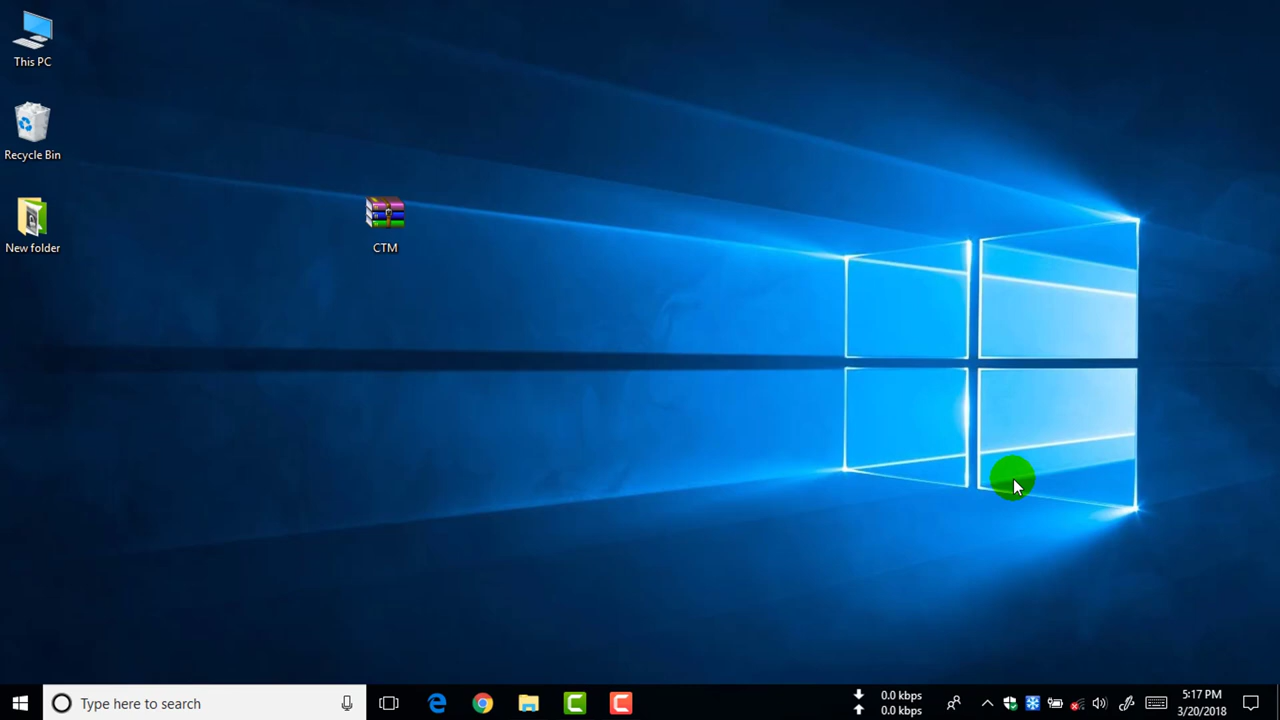 This PC
Recycle Bin
New folder
CTM
Type here to search
0.0 kbps
0.0 kbps
5:17 PM
3/20/2018